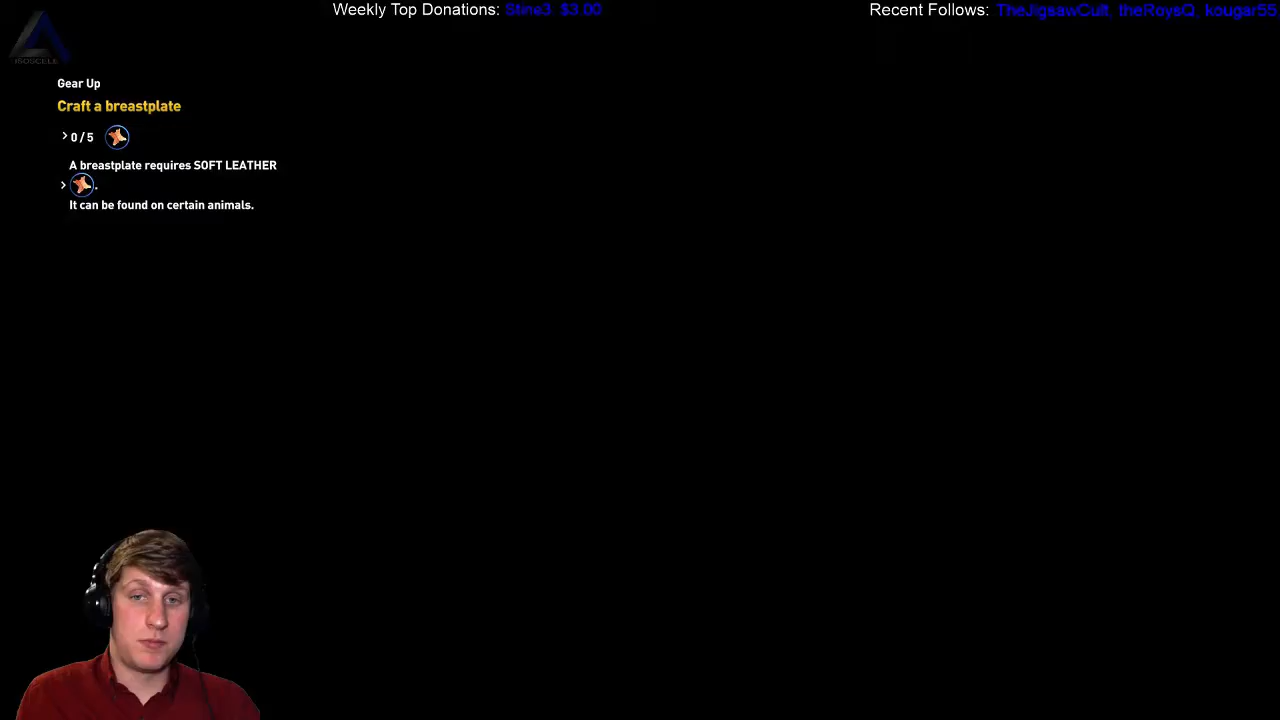 Weekly Top Donations: Stine3 $3.00
Recent Follows: TheJigsawCult, theRoysQ, kougar55
Gear Up
Craft a breastplate
> 0 / 5
A breastplate requires SOFT LEATHER
> .
It can be found on certain animals.